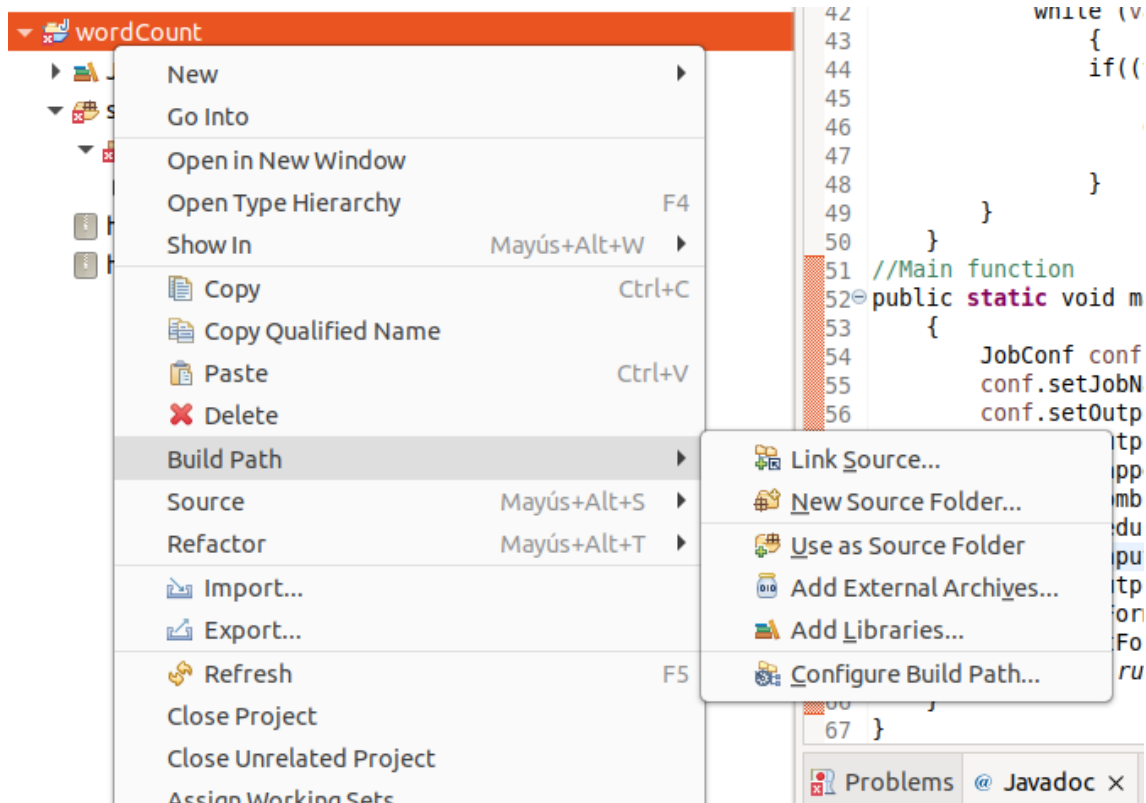 wordCount
New
Go Into
Open in New Window
Open Type Hierarchy F4
Show In Mayús+Alt+W
Copy Ctrl+C
Copy Qualified Name
Paste Ctrl+V
Delete
Build Path
Source Mayús+Alt+S
Refactor Mayús+Alt+T
Import...
Export...
Refresh F5
Close Project
Close Unrelated Project
Assign Working Sets
Link Source...
New Source Folder...
Use as Source Folder
Add External Archives...
Add Libraries...
Configure Build Path...
42 while (v
43 {
44 if((
45
46
47
48 }
49 }
50 }
51 //Main function
52 public static void m
53 {
54 JobConf conf
55 conf.setJobN
56 conf.setOutp
66 }
67 }
Problems @ Javadoc